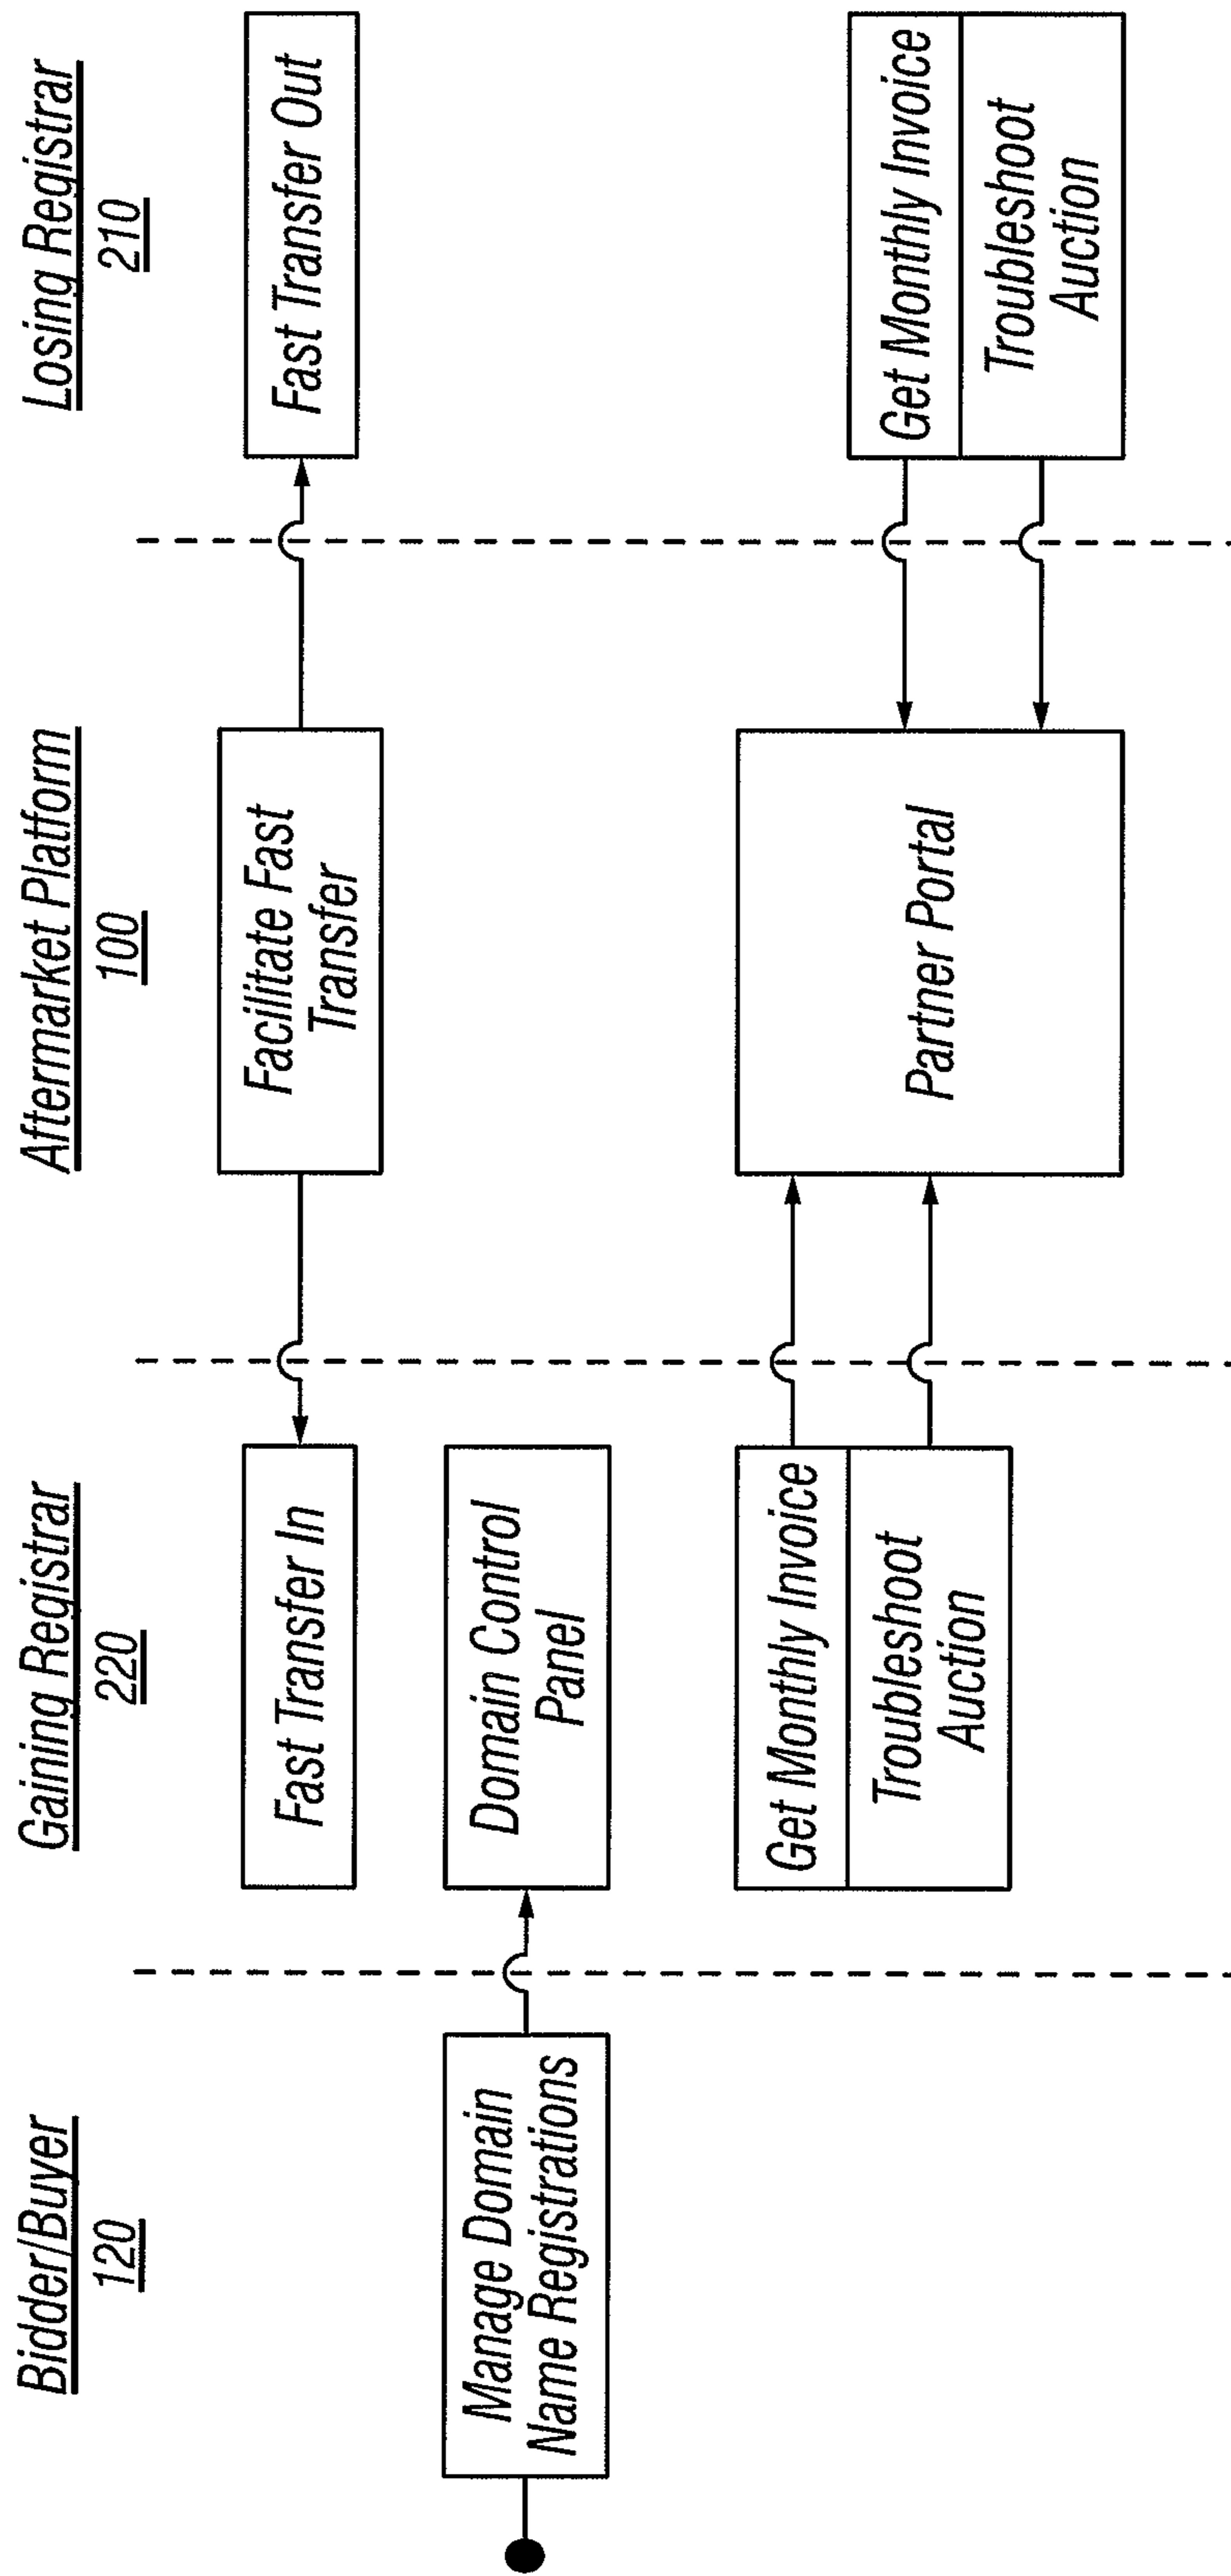 Bidder/Buyer
120
Gaining Registrar
220
Aftermarket Platform
100
Losing Registrar
210
Fast Transfer In
Facilitate Fast
Transfer
Fast Transfer Out
Manage Domain
Name Registrations
Domain Control
Panel
Get Monthly Invoice
Troubleshoot
Auction
Partner Portal
Get Monthly Invoice
Troubleshoot
Auction